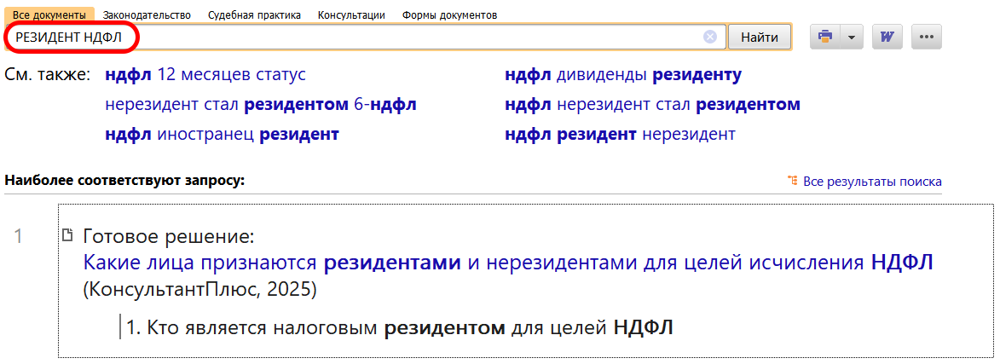 Все документы Законодательство Судебная практика Консультации Формы документов
РЕЗИДЕНТ НДФЛ Найти W
См. также: ндфл 12 месяцев статус ндфл дивиденды резиденту
нерезидент стал резидентом 6-ндфл ндфл нерезидент стал резидентом
ндфл иностранец резидент ндфл резидент нерезидент
Наиболее соответствуют запросу: Все результаты поиска
1 Готовое решение:
Какие лица признаются резидентами и нерезидентами для целей исчисления НДФЛ
(КонсультантПлюс, 2025)
1. Кто является налоговым резидентом для целей НДФЛ